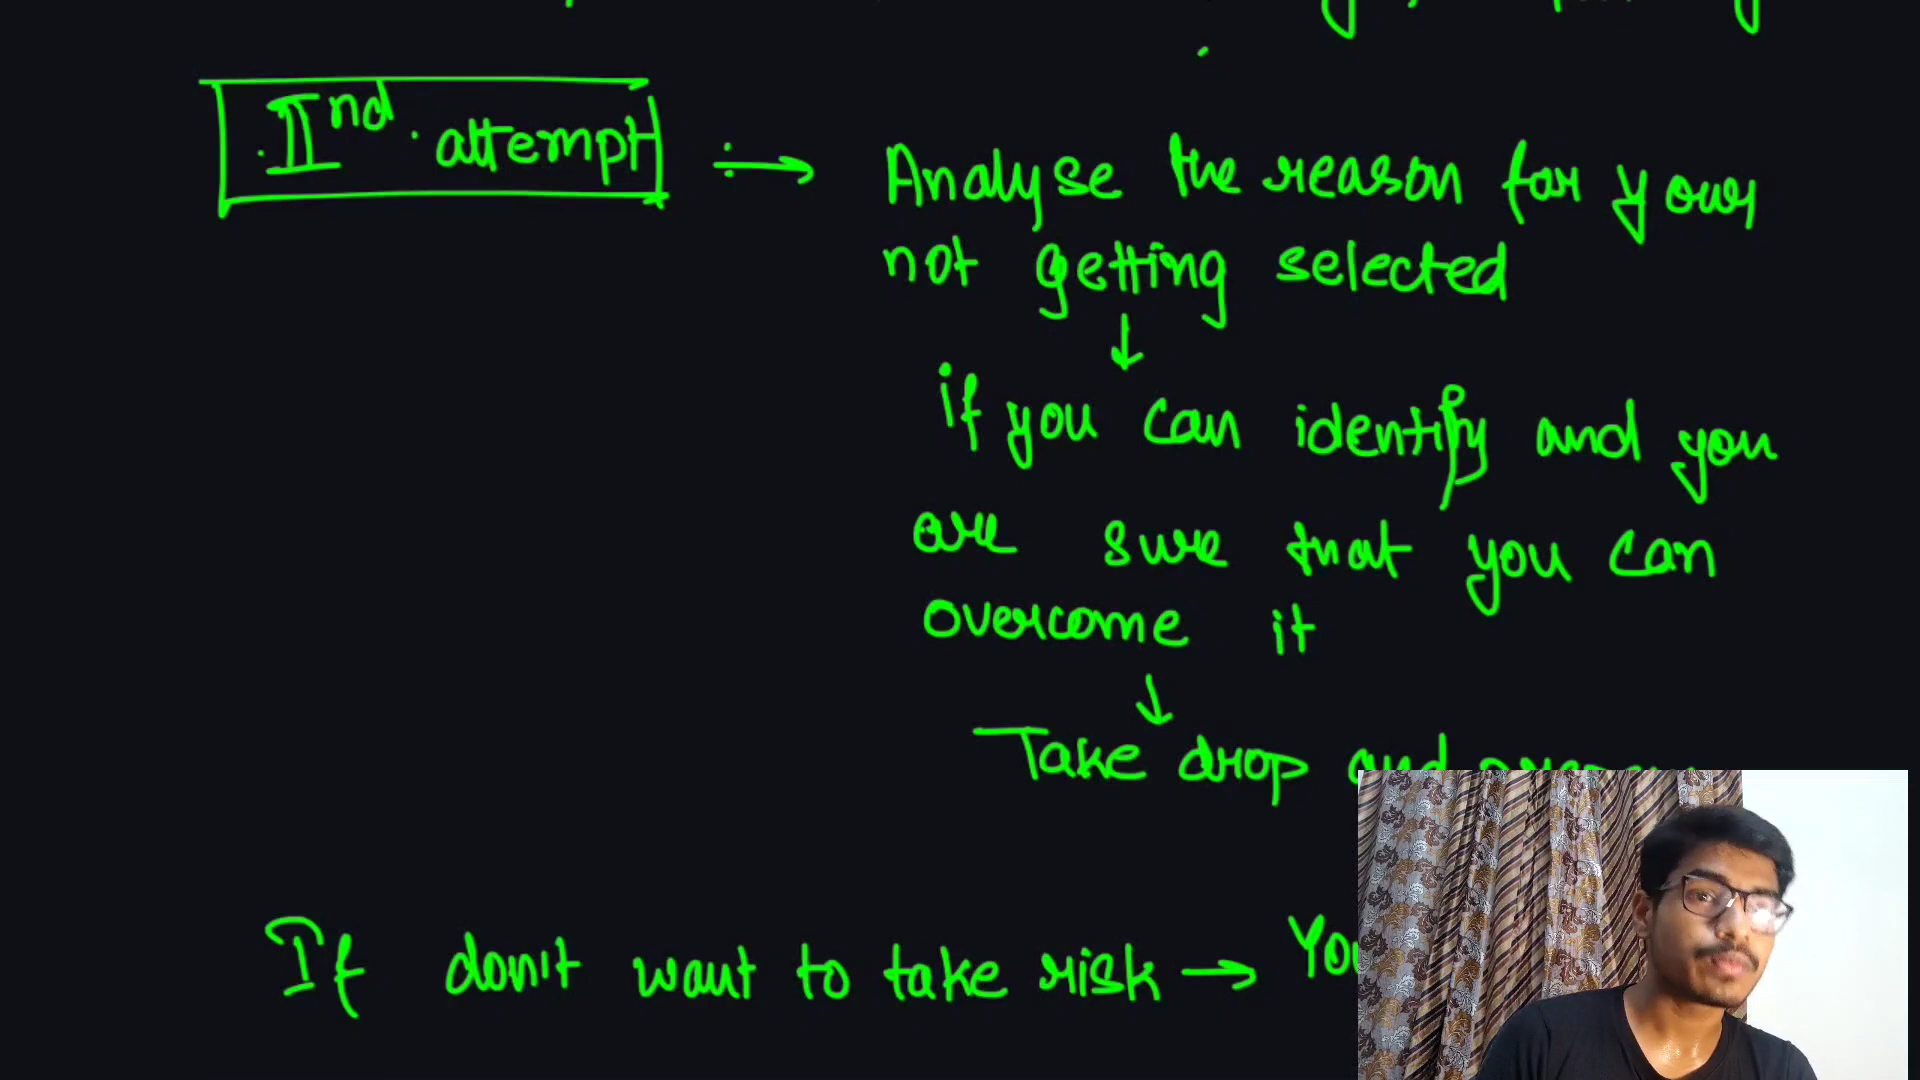 IInd attempt ÷→ Analyse the reason for your
not getting selected
↓
if you can identify and you
are sure that you can
overcome it
↓
Take drop and
If don't want to take risk →